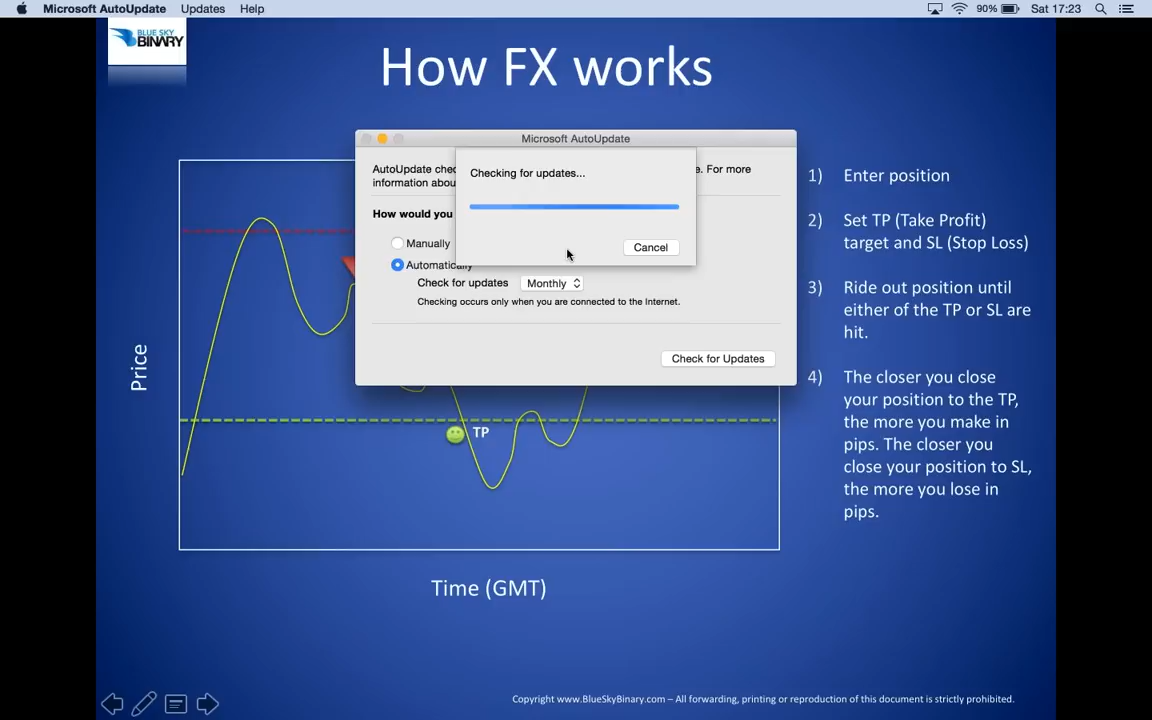 Microsoft AutoUpdate Updates Help 90% Sat 17:23
BLUE SKY
BINARY
How FX works
Microsoft AutoUpdate
AutoUpdate chec
e. For more
information abou
Checking for updates...
Cancel
How would you
Manually
Automatically
Check for updates Monthly
Checking occurs only when you are connected to the Internet.
Check for Updates
Price
TP
Time (GMT)
1) Enter position
2) Set TP (Take Profit)
target and SL (Stop Loss)
3) Ride out position until
either of the TP or SL are
hit.
4) The closer you close
your position to the TP,
the more you make in
pips. The closer you
close your position to SL,
the more you lose in
pips.
Copyright www.BlueSkyBinary.com – All forwarding, printing or reproduction of this document is strictly prohibited.